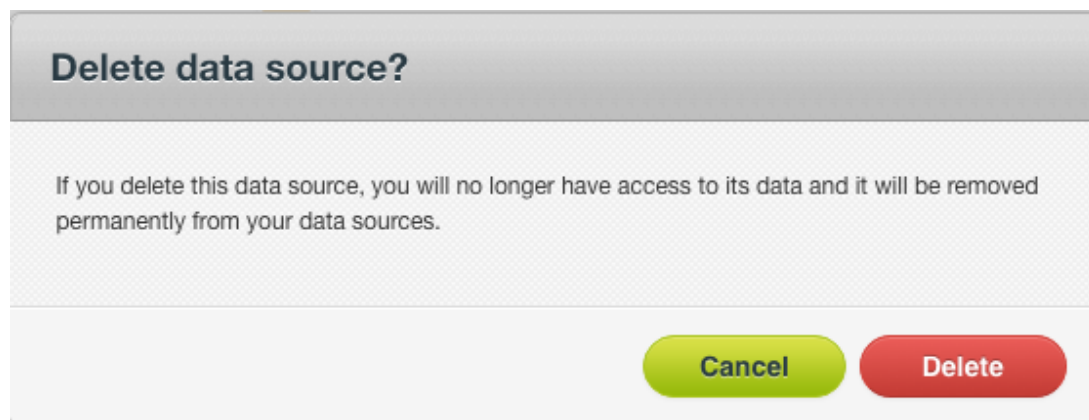 Delete data source?
If you delete this data source, you will no longer have access to its data and it will be removed
permanently from your data sources.
Cancel Delete